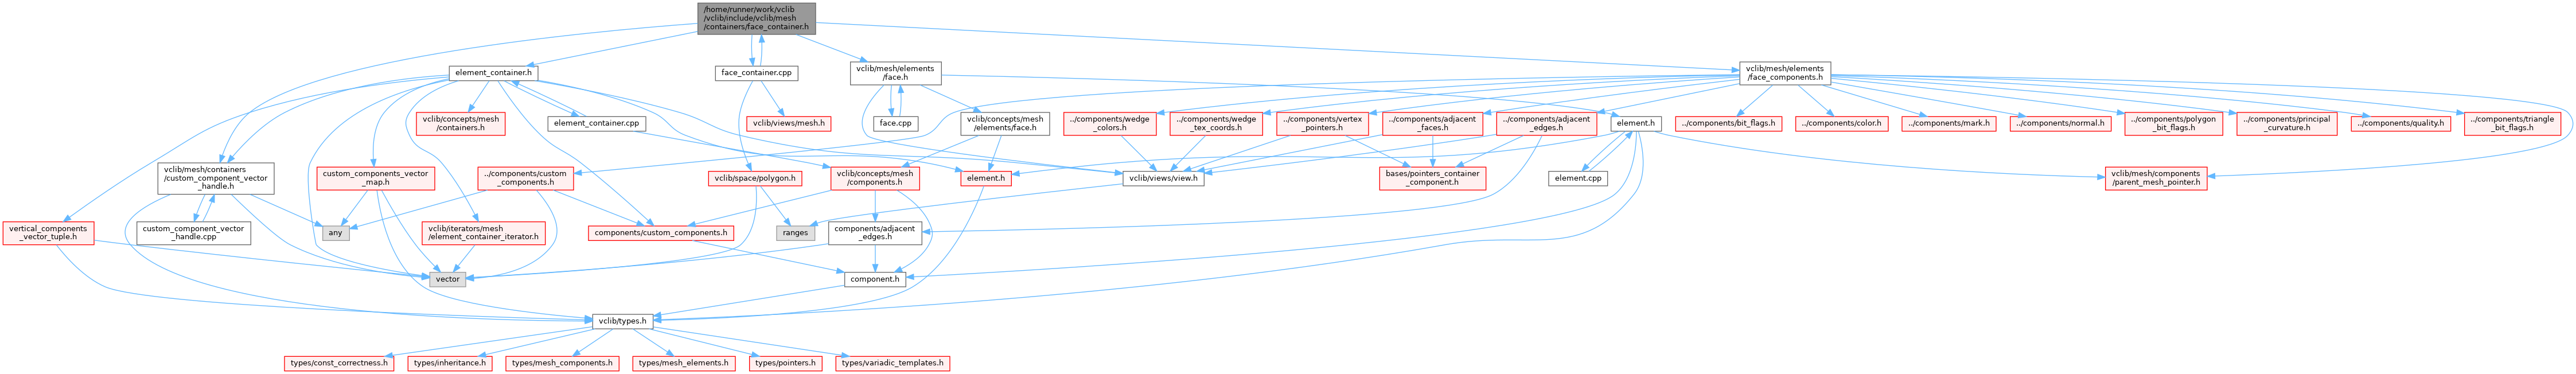 /home/runner/work/vclib
/vclib/include/vclib/mesh
/containers/face_container.h
element_container.h
face_container.cpp
vclib/mesh/elements
/face.h
vclib/mesh/elements
/face_components.h
vclib/concepts/mesh
/containers.h
element_container.cpp
vclib/views/mesh.h
face.cpp
vclib/concepts/mesh
/elements/face.h
../components/wedge
_colors.h
../components/wedge
_tex_coords.h
../components/vertex
_pointers.h
../components/adjacent
_faces.h
../components/adjacent
_edges.h
element.h
../components/bit_flags.h
../components/color.h
../components/mark.h
../components/normal.h
../components/polygon
_bit_flags.h
../components/principal
_curvature.h
../components/quality.h
../components/triangle
_bit_flags.h
vclib/mesh/containers
/custom_component_vector
_handle.h
custom_components_vector
_map.h
../components/custom
_components.h
vclib/space/polygon.h
vclib/concepts/mesh
/components.h
element.h
vclib/views/view.h
bases/pointers_container
_component.h
element.cpp
vclib/mesh/components
/parent_mesh_pointer.h
vertical_components
_vector_tuple.h
custom_component_vector
_handle.cpp
any
vclib/iterators/mesh
/element_container_iterator.h
components/custom_components.h
ranges
components/adjacent
_edges.h
vector
component.h
vclib/types.h
types/const_correctness.h
types/inheritance.h
types/mesh_components.h
types/mesh_elements.h
types/pointers.h
types/variadic_templates.h